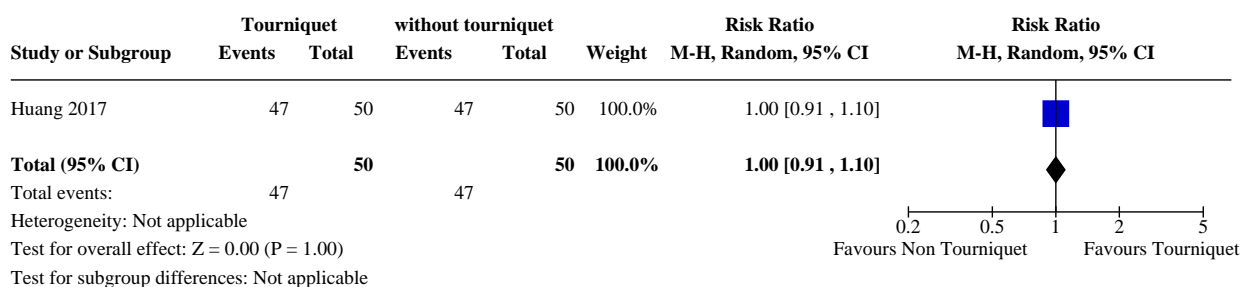 Tourniquet without tourniquet Risk Ratio Risk Ratio
Study or Subgroup Events Total Events Total Weight M-H, Random, 95% CI M-H, Random, 95% CI
Huang 2017 47 50 47 50 100.0% 1.00 [0.91 , 1.10]
Total (95% CI) 50 50 100.0% 1.00 [0.91 , 1.10]
Total events: 47 47
Heterogeneity: Not applicable
0.2 0.5 1 2 5
Test for overall effect: Z = 0.00 (P = 1.00) Favours Non Tourniquet Favours Tourniquet
Test for subgroup differences: Not applicable